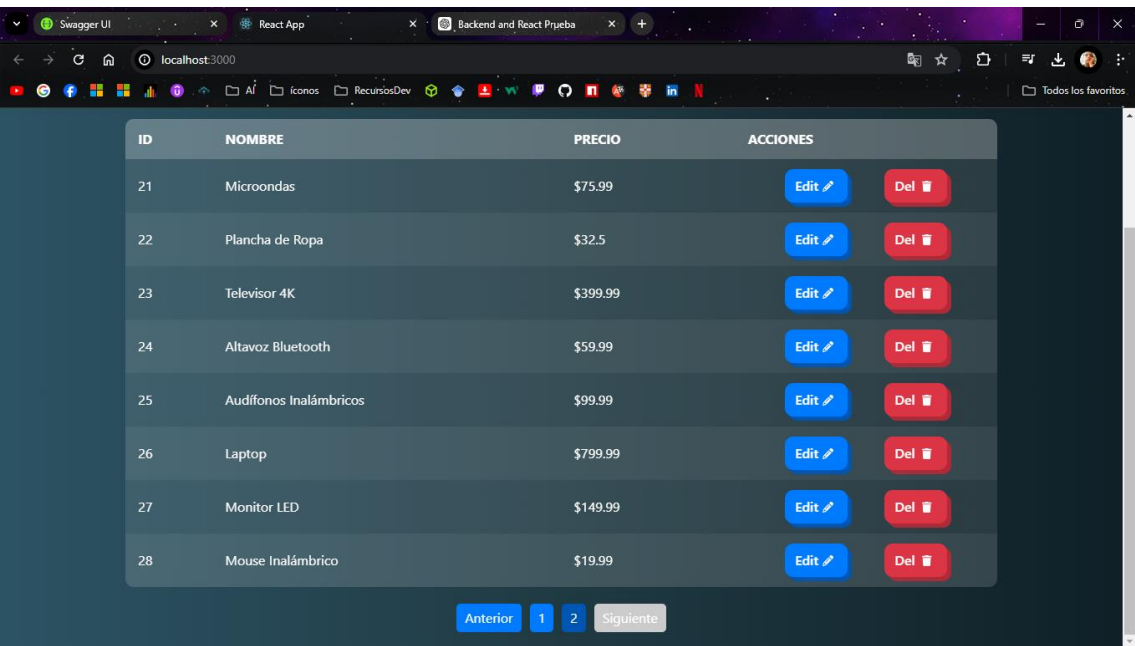 Swagger UI React App Backend and React Prueba
localhost:3000
AI íconos RecursosDev Todos los favoritos
ID NOMBRE PRECIO ACCIONES
21 Microondas $75.99 Edit Del
22 Plancha de Ropa $32.5 Edit Del
23 Televisor 4K $399.99 Edit Del
24 Altavoz Bluetooth $59.99 Edit Del
25 Audífonos Inalámbricos $99.99 Edit Del
26 Laptop $799.99 Edit Del
27 Monitor LED $149.99 Edit Del
28 Mouse Inalámbrico $19.99 Edit Del
Anterior 1 2 Siguiente